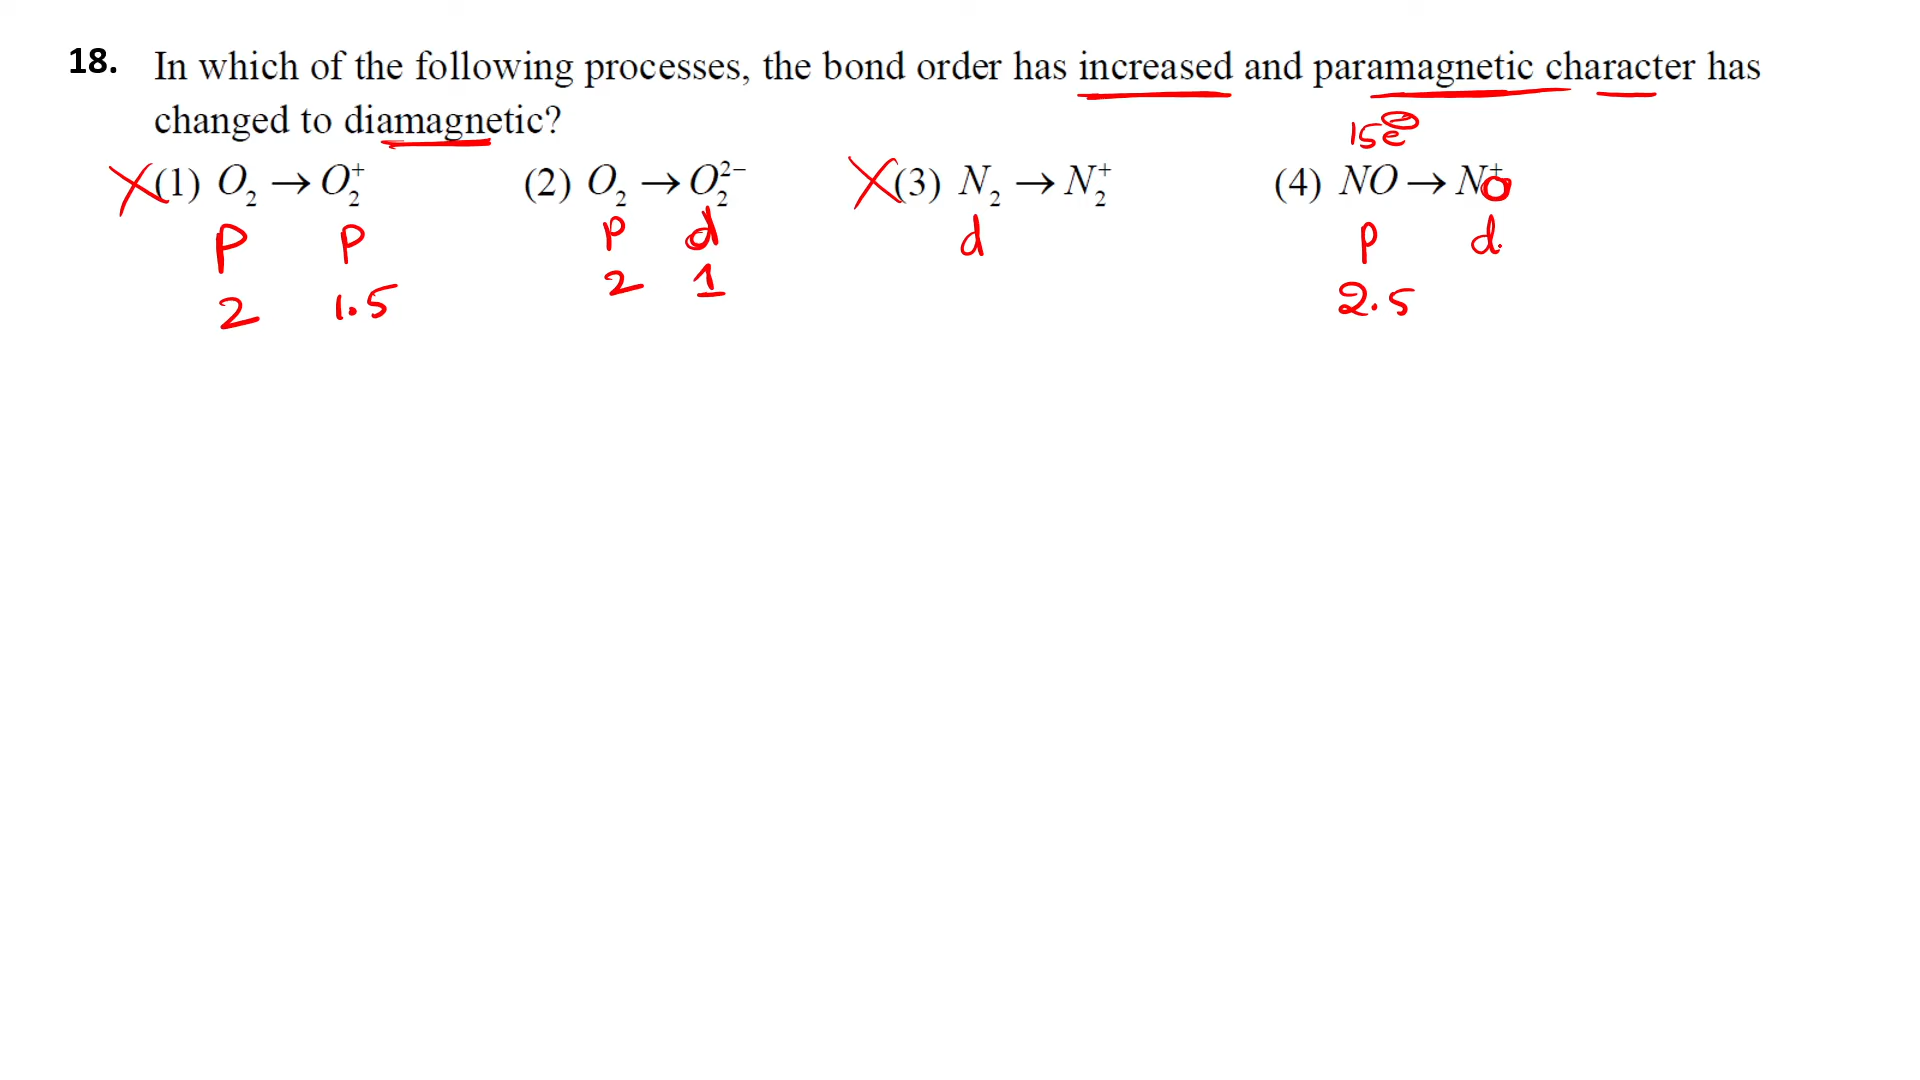 18. In which of the following processes, the bond order has increased and paramagnetic character has
changed to diamagnetic?
15e⊖
X(1) O₂ → O₂⁺ (2) O₂ → O₂²⁻ X(3) N₂ → N₂⁺ (4) NO → NO⁺
P P P d d P d.
2 1.5 2 1 2.5